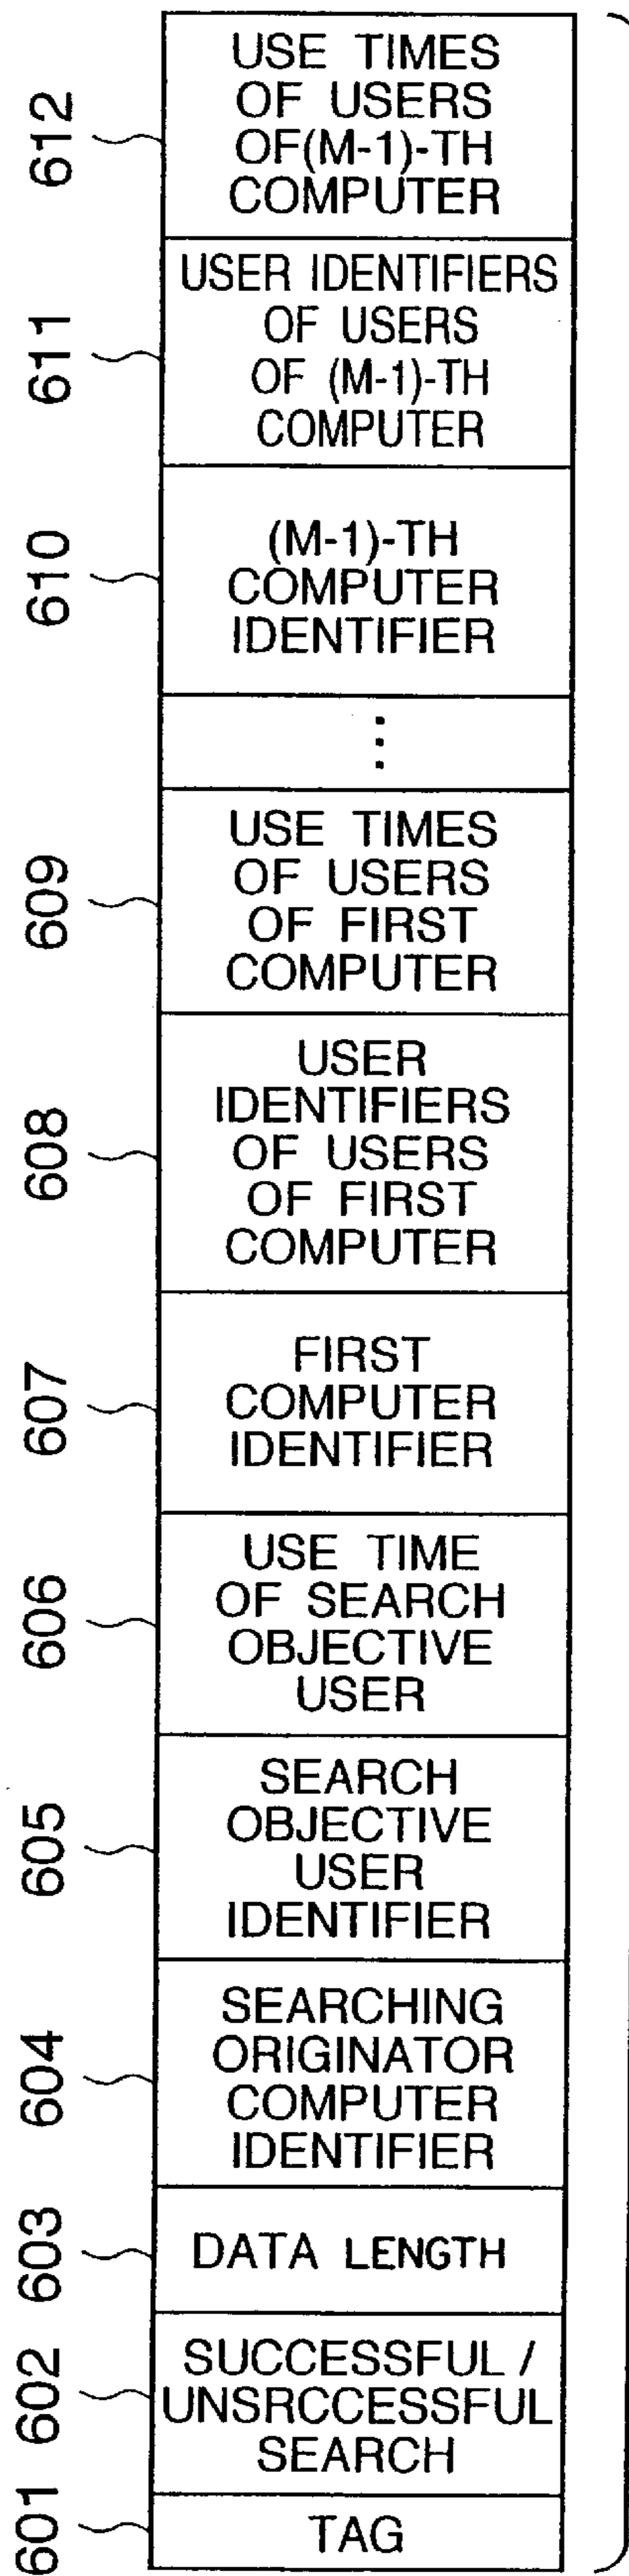 612
USE TIMES
OF USERS
OF(M-1)-TH
COMPUTER
611
USER IDENTIFIERS
OF USERS
OF (M-1)-TH
COMPUTER
610
(M-1)-TH
COMPUTER
IDENTIFIER
...
609
USE TIMES
OF USERS
OF FIRST
COMPUTER
608
USER
IDENTIFIERS
OF USERS
OF FIRST
COMPUTER
607
FIRST
COMPUTER
IDENTIFIER
606
USE TIME
OF SEARCH
OBJECTIVE
USER
605
SEARCH
OBJECTIVE
USER
IDENTIFIER
604
SEARCHING
ORIGINATOR
COMPUTER
IDENTIFIER
603
DATA LENGTH
602
SUCCESSFUL /
UNSRCCESSFUL
SEARCH
601
TAG